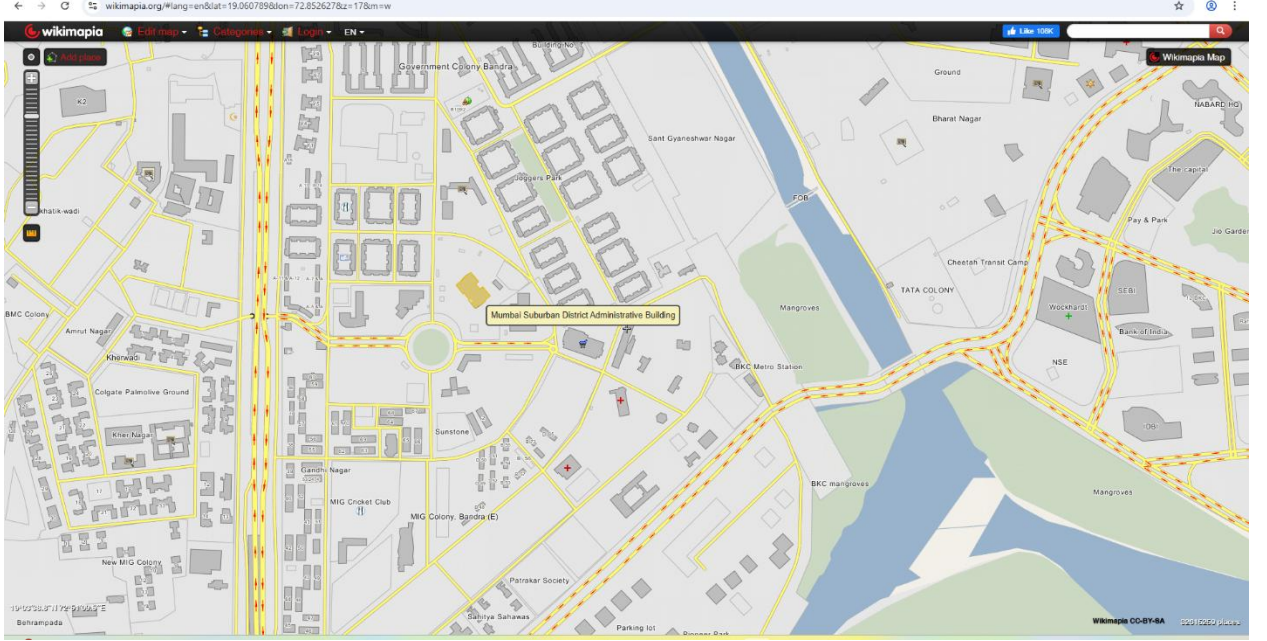 wikimapia.org/#lang=en&lat=19.060789&lon=72.852627&z=17&m=w
wikimapia Edit map Categories Login EN Like 108K
Add place
Wikimapia Map
Building No
Government Colony Bandra
K2
Ground
NABARD HQ
Bharat Nagar
Sant Gyaneshwar Nagar
The capital
Joggers Park
FOB
khatik-wadi
Pay & Park
Jio Garden
Cheetah Transit Camp
TATA COLONY
SEBI
Mangroves
Wockhardt
BMC Colony
Mumbai Suburban District Administrative Building
Amrut Nagar
Bank of India
Kherwadi
NSE
BKC Metro Station
Colgate Palmolive Ground
IDBI
Kher Nagar
Sunstone
Gandhi Nagar
BKC mangroves
Mangroves
MIG Cricket Club
MIG Colony, Bandra (E)
New MIG Colony
Patrakar Society
Sahitya Sahawas
Behrampada
Parking lot
Pioneer Park
Wikimapia CC-BY-SA